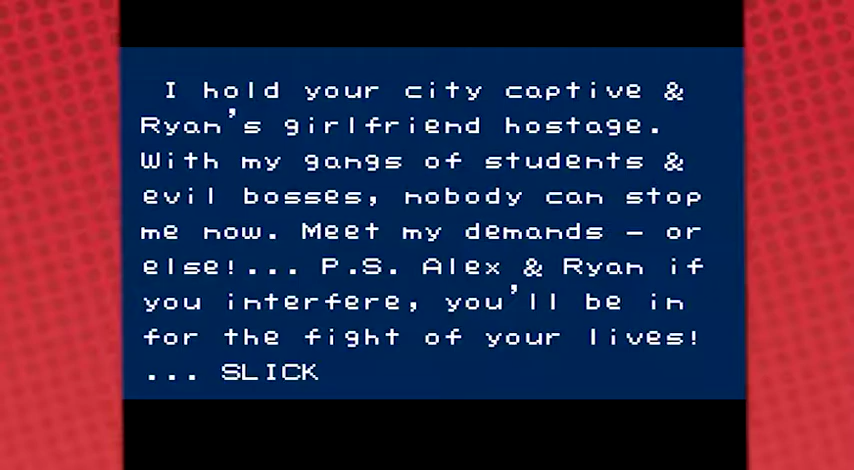 I hold your city captive &
Ryan's girlfriend hostage.
With my gangs of students &
evil bosses, nobody can stop
me now. Meet my demands – or
else!... P.S. Alex & Ryan if
you interfere, you'll be in
for the fight of your lives!
... SLICK